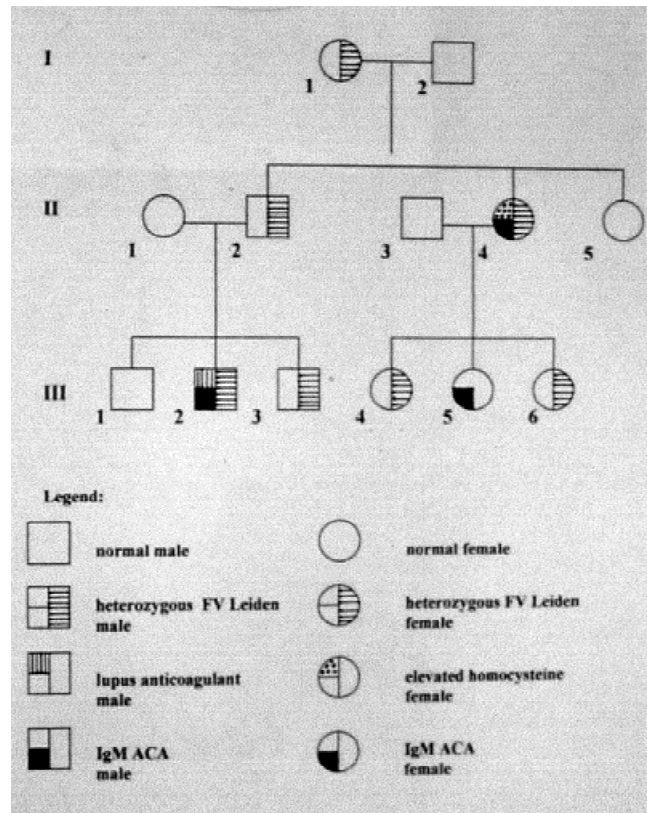 I
1 2
II
1 2 3 4 5
III
1 2 3 4 5 6
Legend:
normal male normal female
heterozygous FV Leiden heterozygous FV Leiden
male female
lupus anticoagulant elevated homocysteine
male female
IgM ACA IgM ACA
male female